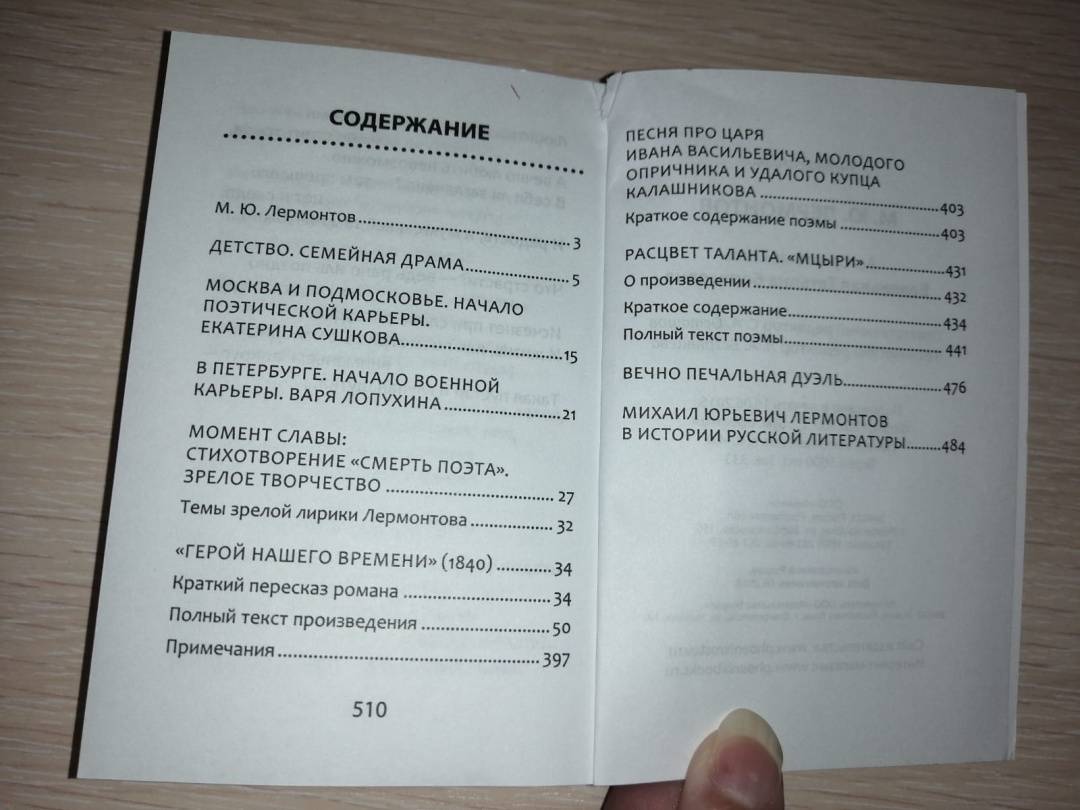 СОДЕРЖАНИЕ
М. Ю. Лермонтов 3
ДЕТСТВО. СЕМЕЙНАЯ ДРАМА 5
МОСКВА И ПОДМОСКОВЬЕ. НАЧАЛО
ПОЭТИЧЕСКОЙ КАРЬЕРЫ.
ЕКАТЕРИНА СУШКОВА 15
В ПЕТЕРБУРГЕ. НАЧАЛО ВОЕННОЙ
КАРЬЕРЫ. ВАРЯ ЛОПУХИНА 21
МОМЕНТ СЛАВЫ:
СТИХОТВОРЕНИЕ «СМЕРТЬ ПОЭТА».
ЗРЕЛОЕ ТВОРЧЕСТВО 27
Темы зрелой лирики Лермонтова 32
«ГЕРОЙ НАШЕГО ВРЕМЕНИ» (1840) 34
Краткий пересказ романа 34
Полный текст произведения 50
Примечания 397
510
ПЕСНЯ ПРО ЦАРЯ
ИВАНА ВАСИЛЬЕВИЧА, МОЛОДОГО
ОПРИЧНИКА И УДАЛОГО КУПЦА
КАЛАШНИКОВА 403
Краткое содержание поэмы 403
РАСЦВЕТ ТАЛАНТА. «МЦЫРИ» 431
О произведении 432
Краткое содержание 434
Полный текст поэмы 441
ВЕЧНО ПЕЧАЛЬНАЯ ДУЭЛЬ 476
МИХАИЛ ЮРЬЕВИЧ ЛЕРМОНТОВ
В ИСТОРИИ РУССКОЙ ЛИТЕРАТУРЫ 484